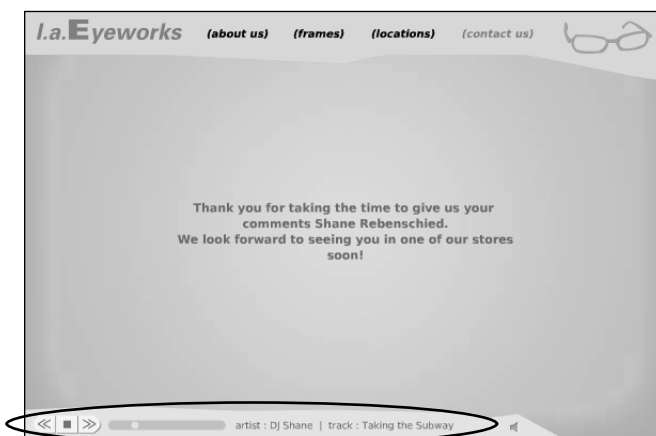 l.a.Eyeworks (about us) (frames) (locations) (contact us)
Thank you for taking the time to give us your
comments Shane Rebenschied.
We look forward to seeing you in one of our stores
soon!
artist : DJ Shane | track : Taking the Subway